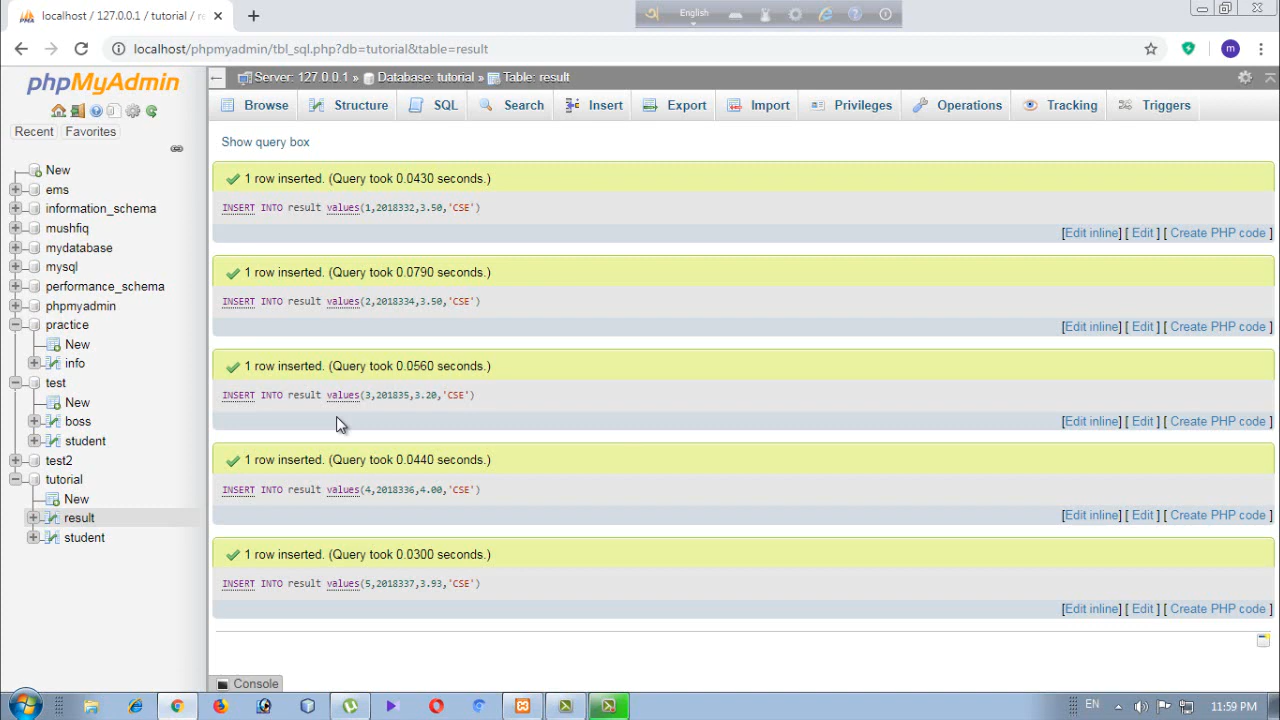 localhost / 127.0.0.1 / tutorial / re
English
localhost/phpmyadmin/tbl_sql.php?db=tutorial&table=result
m
phpMyAdmin
Server: 127.0.0.1 » Database: tutorial » Table: result
Browse Structure SQL Search Insert Export Import Privileges Operations Tracking Triggers
Recent Favorites
Show query box
New
ems
information_schema
mushfiq
mydatabase
mysql
performance_schema
phpmyadmin
practice
New
info
test
New
boss
student
test2
tutorial
New
result
student
1 row inserted. (Query took 0.0430 seconds.)
INSERT INTO result values(1,2018332,3.50,'CSE')
[Edit inline] [ Edit ] [ Create PHP code ]
1 row inserted. (Query took 0.0790 seconds.)
INSERT INTO result values(2,2018334,3.50,'CSE')
[Edit inline] [ Edit ] [ Create PHP code ]
1 row inserted. (Query took 0.0560 seconds.)
INSERT INTO result values(3,201835,3.20,'CSE')
[Edit inline] [ Edit ] [ Create PHP code ]
1 row inserted. (Query took 0.0440 seconds.)
INSERT INTO result values(4,2018336,4.00,'CSE')
[Edit inline] [ Edit ] [ Create PHP code ]
1 row inserted. (Query took 0.0300 seconds.)
INSERT INTO result values(5,2018337,3.93,'CSE')
[Edit inline] [ Edit ] [ Create PHP code ]
Console
EN 11:59 PM